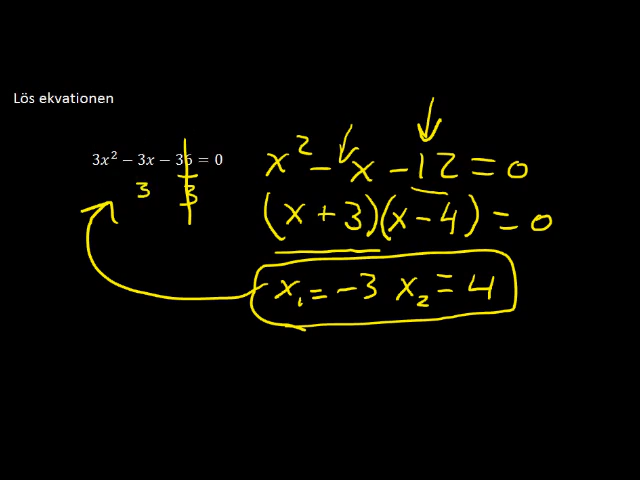 Lös ekvationen
3x² − 3x − 36 = 0
3 3
x² − x − 12 = 0
(x + 3)(x − 4) = 0
x₁ = −3 x₂ = 4